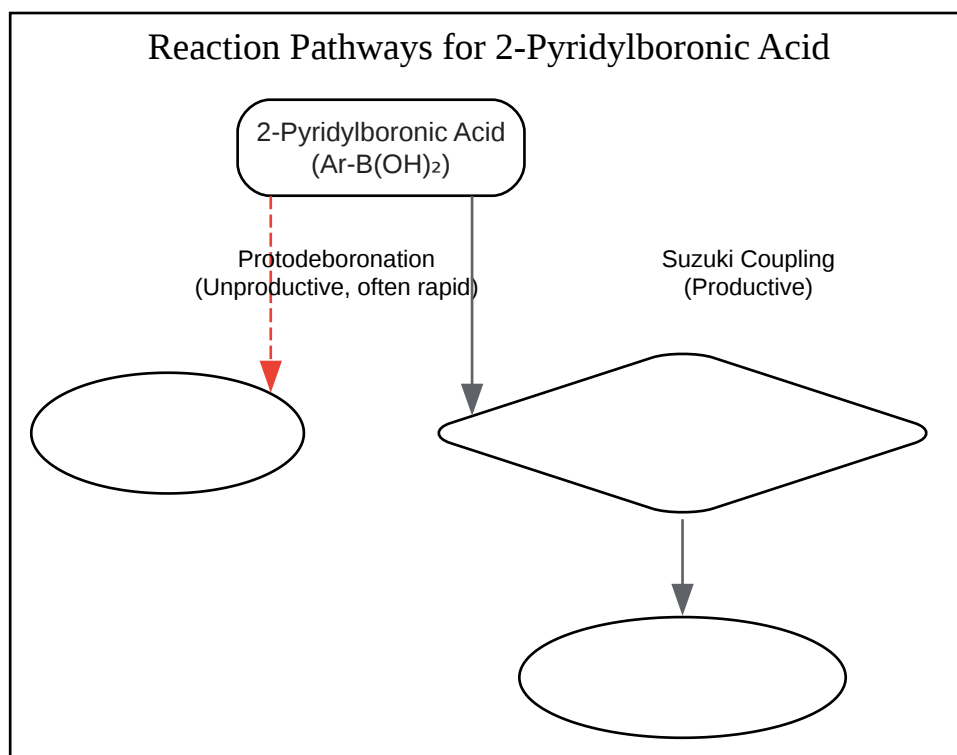 Reaction Pathways for 2-Pyridylboronic Acid
2-Pyridylboronic Acid
(Ar-B(OH)₂)
Protodeboronation
(Unproductive, often rapid)
Suzuki Coupling
(Productive)